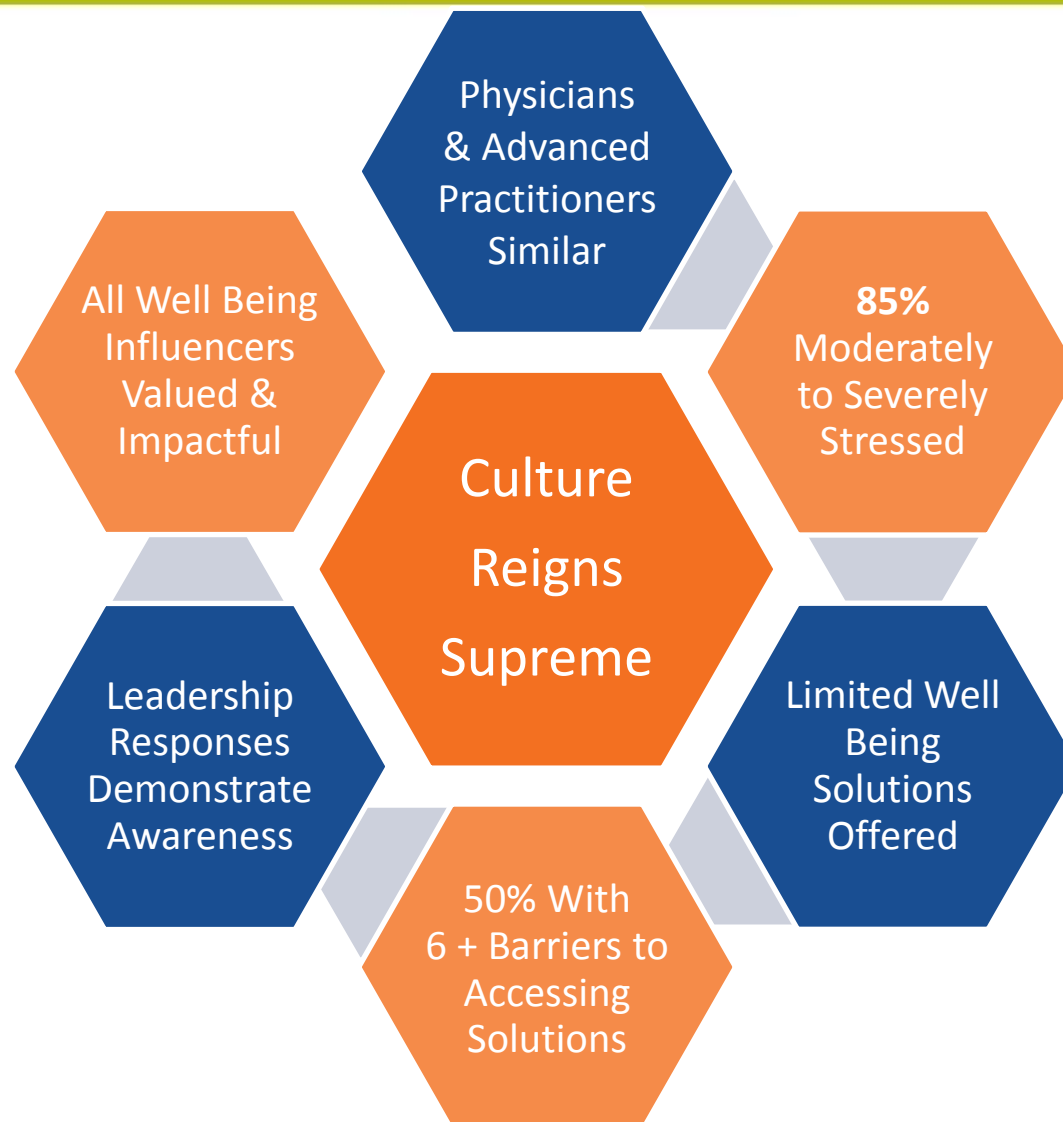 Physicians
& Advanced
Practitioners
Similar
85%
Moderately
to Severely
Stressed
Limited Well
Being
Solutions
Offered
50% With
6 + Barriers to
Accessing
Solutions
Leadership
Responses
Demonstrate
Awareness
All Well Being
Influencers
Valued &
Impactful
Culture
Reigns
Supreme